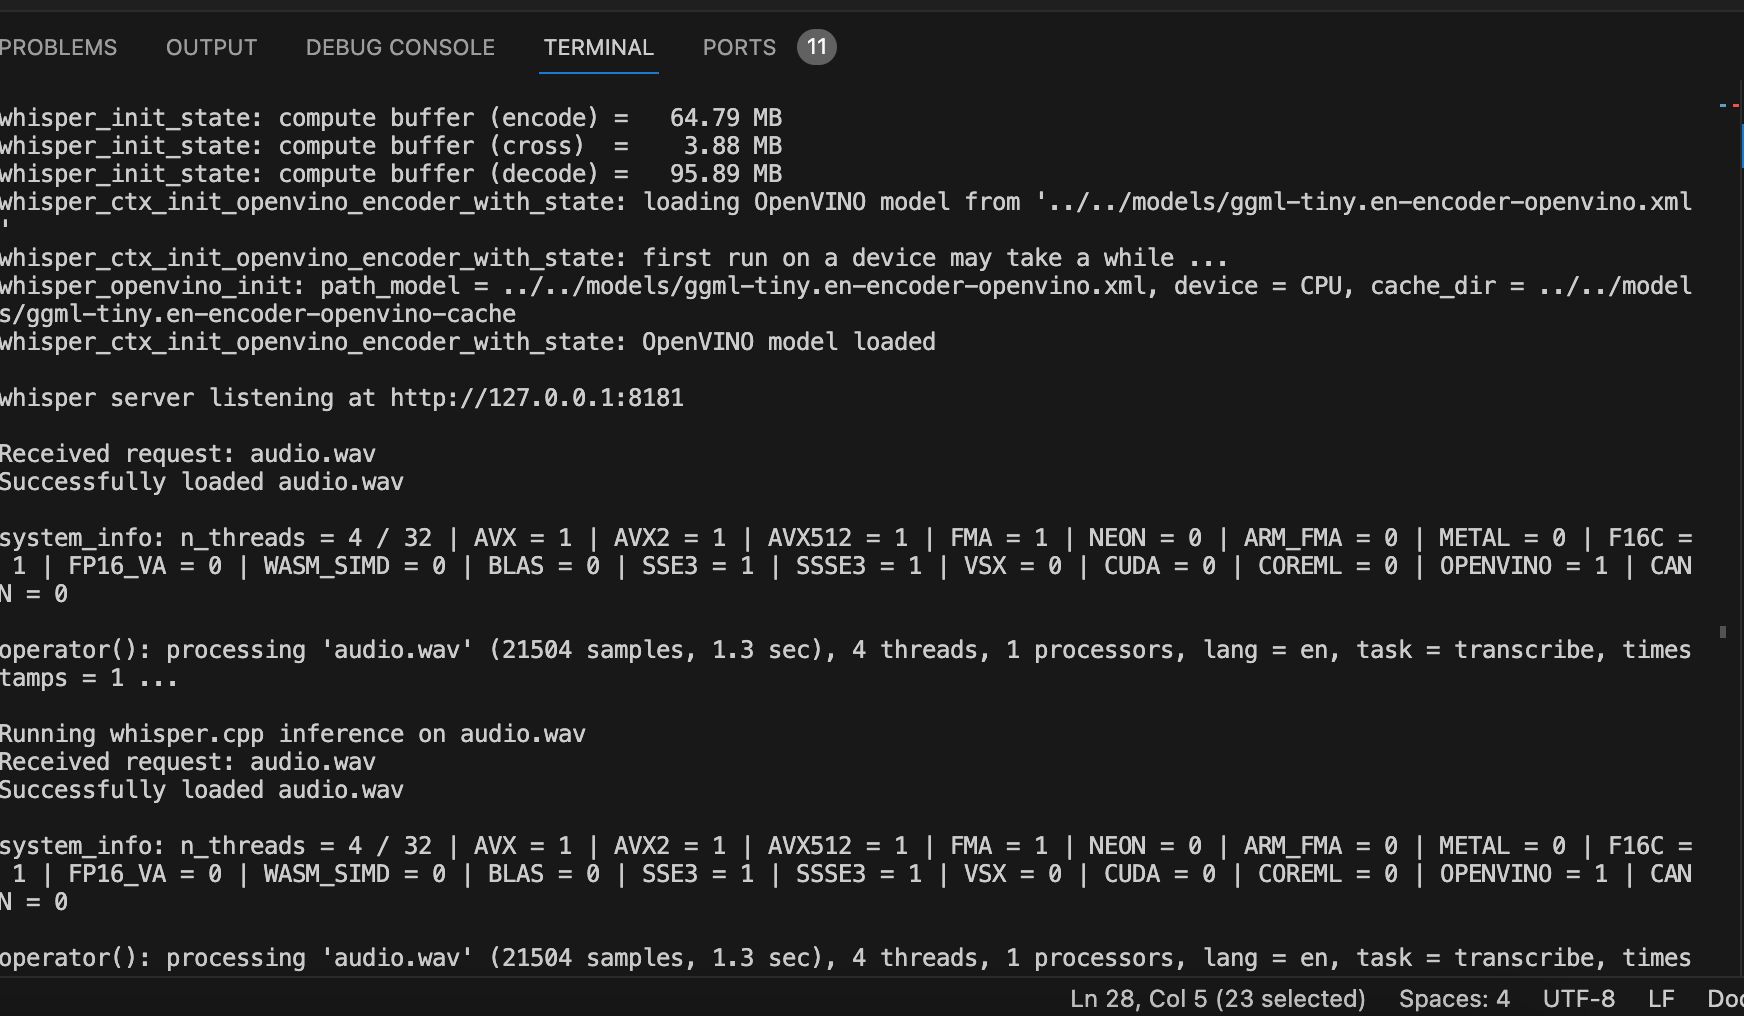 PROBLEMS OUTPUT DEBUG CONSOLE TERMINAL PORTS 11
whisper_init_state: compute buffer (encode) =   64.79 MB
whisper_init_state: compute buffer (cross)  =    3.88 MB
whisper_init_state: compute buffer (decode) =   95.89 MB
whisper_ctx_init_openvino_encoder_with_state: loading OpenVINO model from '../../models/ggml-tiny.en-encoder-openvino.xml
'
whisper_ctx_init_openvino_encoder_with_state: first run on a device may take a while ...
whisper_openvino_init: path_model = ../../models/ggml-tiny.en-encoder-openvino.xml, device = CPU, cache_dir = ../../model
s/ggml-tiny.en-encoder-openvino-cache
whisper_ctx_init_openvino_encoder_with_state: OpenVINO model loaded
whisper server listening at http://127.0.0.1:8181
Received request: audio.wav
Successfully loaded audio.wav
system_info: n_threads = 4 / 32 | AVX = 1 | AVX2 = 1 | AVX512 = 1 | FMA = 1 | NEON = 0 | ARM_FMA = 0 | METAL = 0 | F16C =
 1 | FP16_VA = 0 | WASM_SIMD = 0 | BLAS = 0 | SSE3 = 1 | SSSE3 = 1 | VSX = 0 | CUDA = 0 | COREML = 0 | OPENVINO = 1 | CAN
N = 0
operator(): processing 'audio.wav' (21504 samples, 1.3 sec), 4 threads, 1 processors, lang = en, task = transcribe, times
tamps = 1 ...
Running whisper.cpp inference on audio.wav
Received request: audio.wav
Successfully loaded audio.wav
system_info: n_threads = 4 / 32 | AVX = 1 | AVX2 = 1 | AVX512 = 1 | FMA = 1 | NEON = 0 | ARM_FMA = 0 | METAL = 0 | F16C =
 1 | FP16_VA = 0 | WASM_SIMD = 0 | BLAS = 0 | SSE3 = 1 | SSSE3 = 1 | VSX = 0 | CUDA = 0 | COREML = 0 | OPENVINO = 1 | CAN
N = 0
operator(): processing 'audio.wav' (21504 samples, 1.3 sec), 4 threads, 1 processors, lang = en, task = transcribe, times
Ln 28, Col 5 (23 selected) Spaces: 4 UTF-8 LF Doc